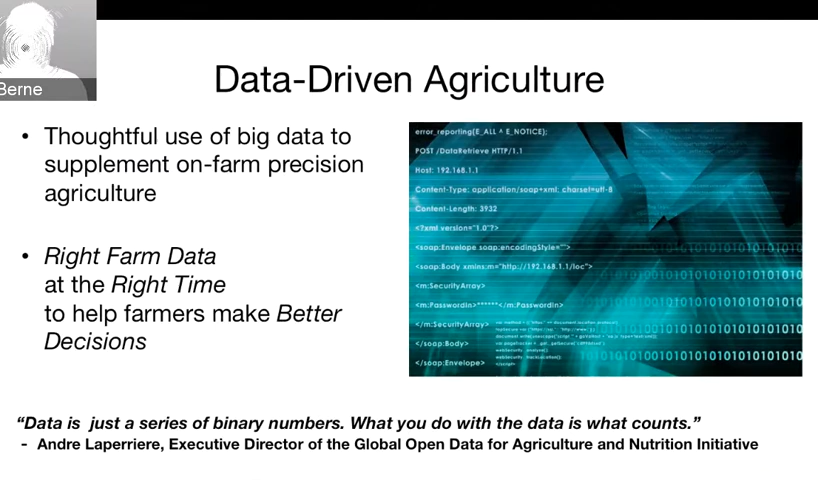 Berne
Data-Driven Agriculture
• Thoughtful use of big data to
supplement on-farm precision
agriculture
• Right Farm Data
at the Right Time
to help farmers make Better
Decisions
error_reporting(E_ALL ^ E_NOTICE);
POST /DataRetrieve HTTP/1.1
Host: 192.168.1.1
Content-Type: application/soap+xml; charset=utf-8
Content-Length: 3932
<?xml version="1.0"?>
<soap:Envelope soap:encodingStyle="">
<soap:Body xmlns:m="http://192.168.1.1/loc">
<m:SecurityArray>
<m:PasswordIn>******</m:PasswordIn>
</m:SecurityArray>
</soap:Body>
</soap:Envelope>
“Data is just a series of binary numbers. What you do with the data is what counts.”
- Andre Laperriere, Executive Director of the Global Open Data for Agriculture and Nutrition Initiative